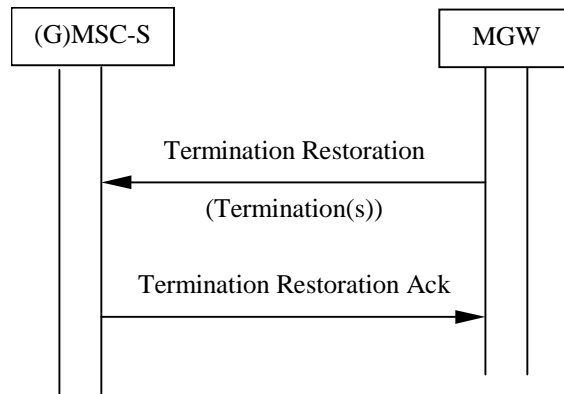 (G)MSC-S
MGW
Termination Restoration
(Termination(s))
Termination Restoration Ack